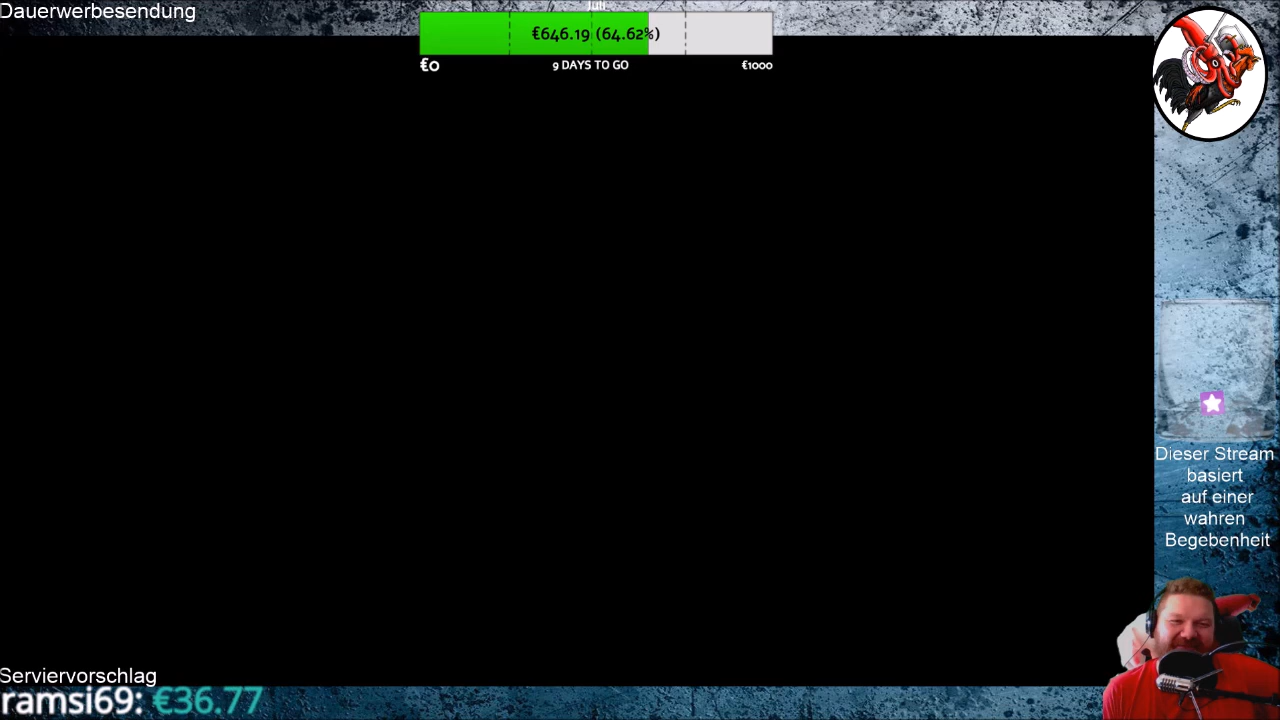 Dauerwerbesendung
Juli
€646.19 (64.62%)
€0
9 DAYS TO GO
€1000
Dieser Stream
basiert
auf einer
wahren
Begebenheit
Serviervorschlag
ramsi69: €36.77